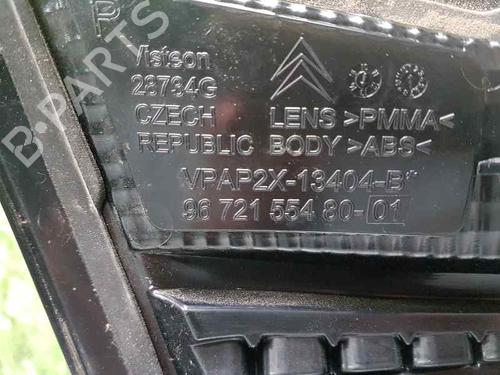 B-PARTS
Visteon
28794G
CZECH LENS >PMMA<
REPUBLIC BODY >ABS<
VPAP2X-13404-B*
96 721 554 80-01